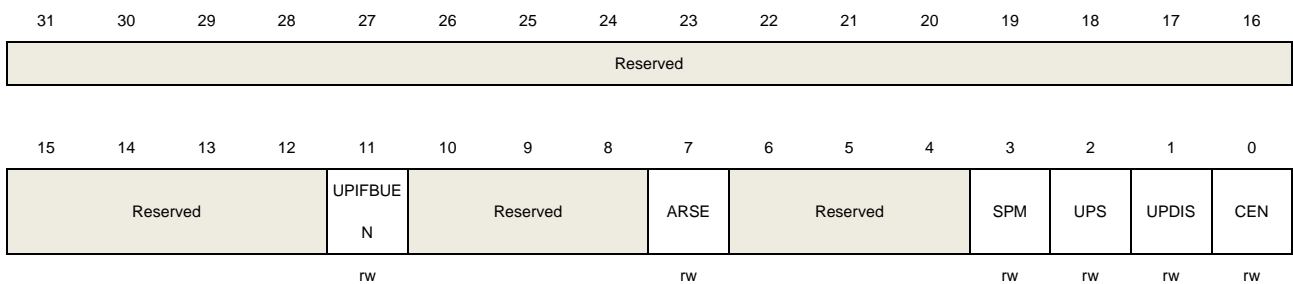 31 30 29 28 27 26 25 24 23 22 21 20 19 18 17 16
Reserved
15 14 13 12 11 10 9 8 7 6 5 4 3 2 1 0
Reserved UPIFBUE Reserved ARSE Reserved SPM UPS UPDIS CEN
N
rw rw rw rw rw rw